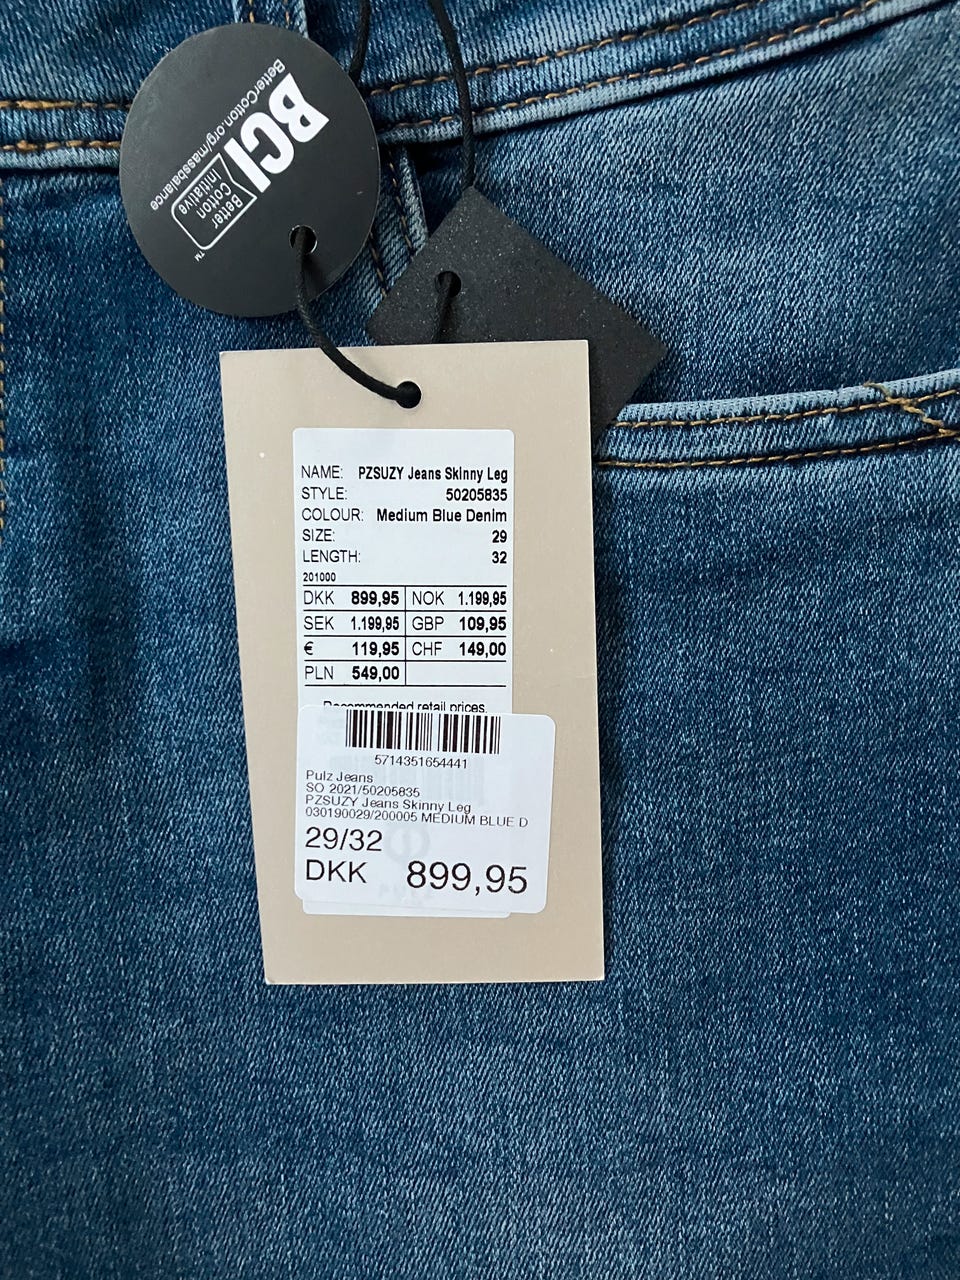 BCI
Better
Cotton
Initiative
TM
BetterCotton.org/massbalance
NAME: PZSUZY Jeans Skinny Leg
STYLE: 50205835
COLOUR: Medium Blue Denim
SIZE: 29
LENGTH: 32
201000
DKK 899,95 NOK 1.199,95
SEK 1.199,95 GBP 109,95
€ 119,95 CHF 149,00
PLN 549,00
Recommended retail prices.
5714351654441
Pulz Jeans
SO 2021/50205835
PZSUZY Jeans Skinny Leg
030190029/200005 MEDIUM BLUE D
29/32
DKK 899,95